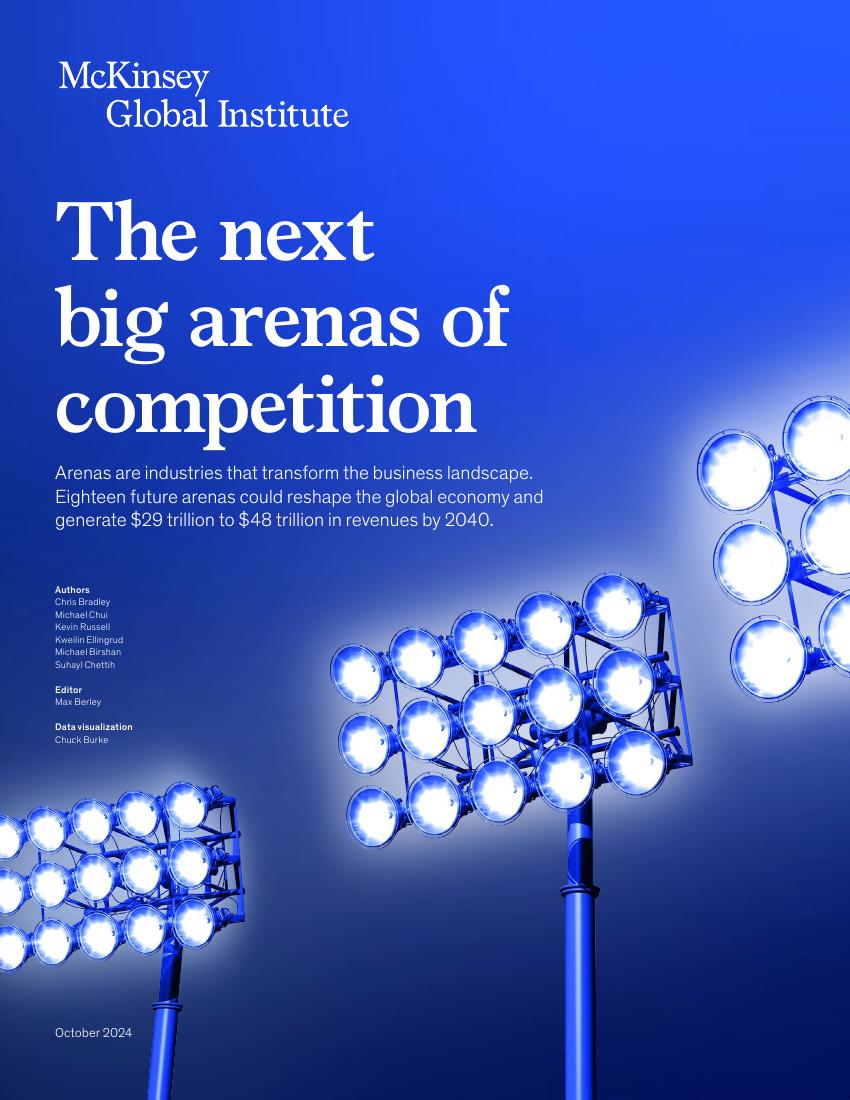 McKinsey
Global Institute
The next
big arenas of
competition
Arenas are industries that transform the business landscape.
Eighteen future arenas could reshape the global economy and
generate $29 trillion to $48 trillion in revenues by 2040.
Authors
Chris Bradley
Michael Chui
Kevin Russell
Kweilin Ellingrud
Michael Birshan
Suhayl Chettih
Editor
Max Berley
Data visualization
Chuck Burke
October 2024